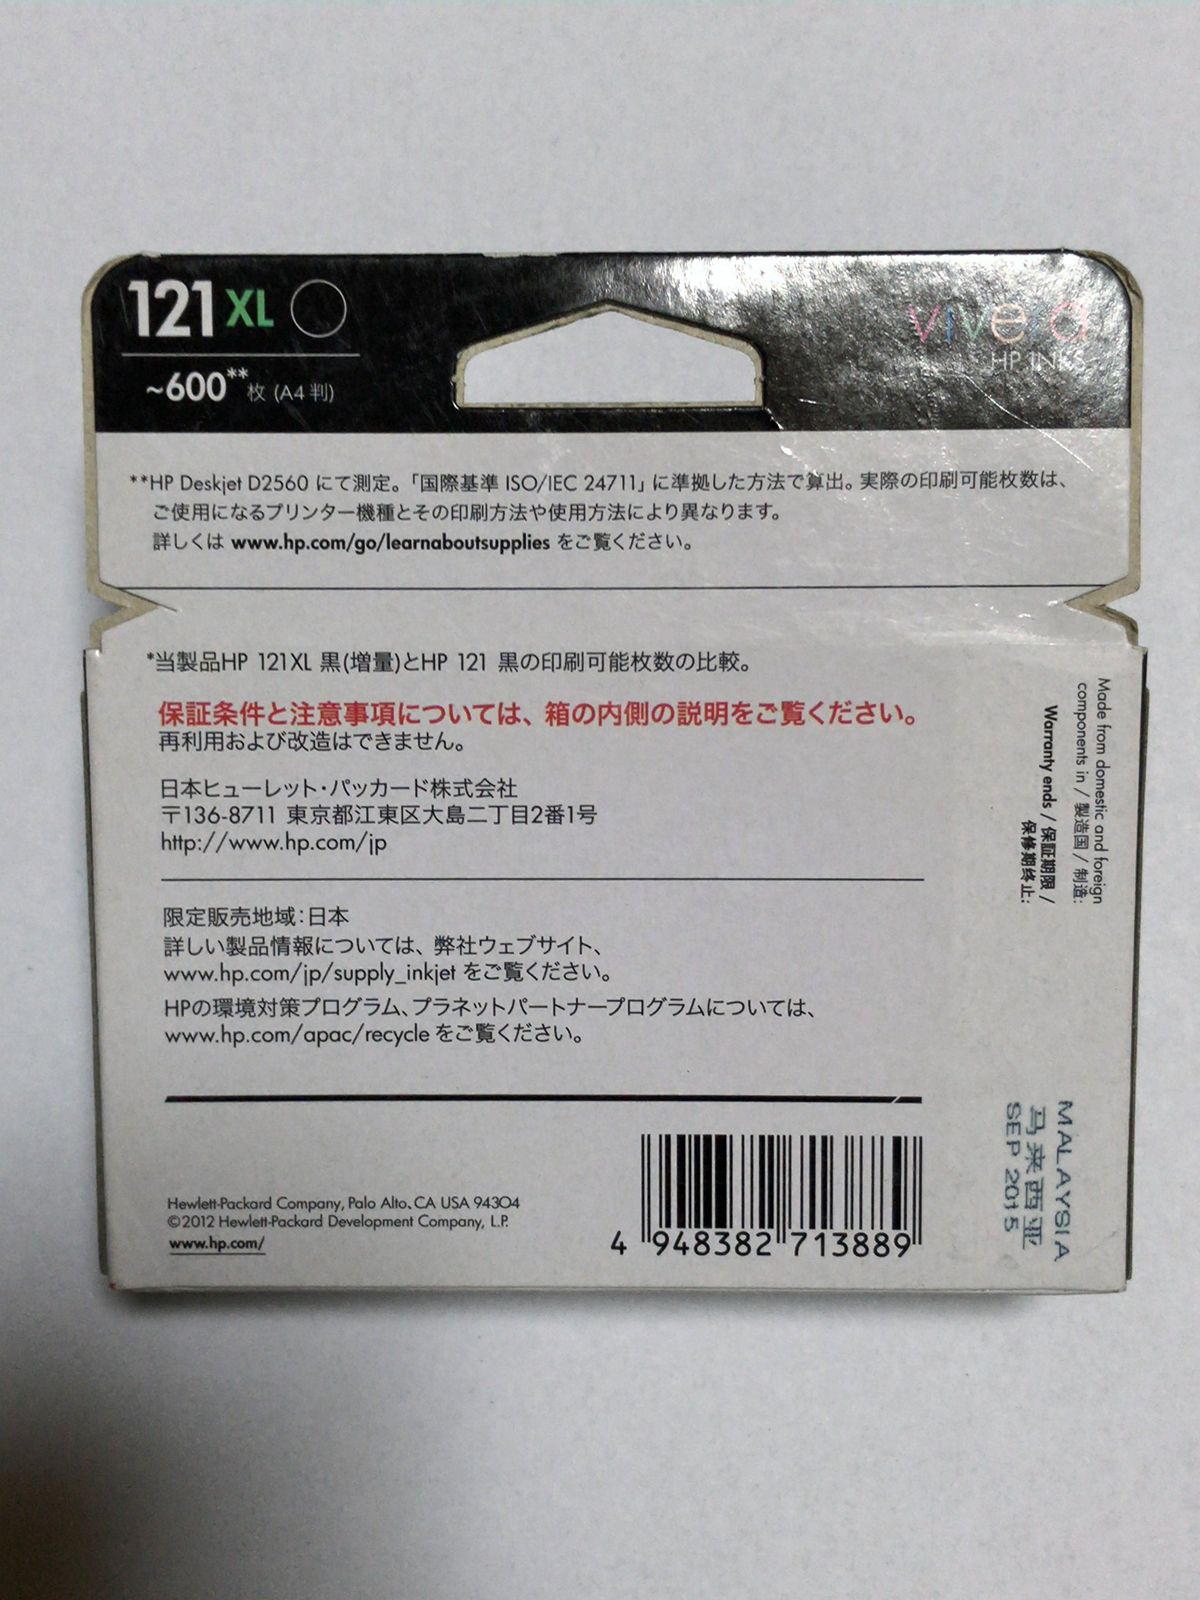 121XL
vivera
HP INKS
~600**枚 (A4判)
**HP Deskjet D2560 にて測定。「国際基準 ISO/IEC 24711」に準拠した方法で算出。実際の印刷可能枚数は、
ご使用になるプリンター機種とその印刷方法や使用方法により異なります。
詳しくは www.hp.com/go/learnaboutsupplies をご覧ください。
*当製品HP 121XL 黒(増量)とHP 121 黒の印刷可能枚数の比較。
保証条件と注意事項については、箱の内側の説明をご覧ください。
再利用および改造はできません。
日本ヒューレット・パッカード株式会社
〒136-8711 東京都江東区大島二丁目2番1号
http://www.hp.com/jp
限定販売地域:日本
詳しい製品情報については、弊社ウェブサイト、
www.hp.com/jp/supply_inkjet をご覧ください。
HPの環境対策プログラム、プラネットパートナープログラムについては、
www.hp.com/apac/recycle をご覧ください。
Hewlett-Packard Company, Palo Alto, CA USA 94304
©2012 Hewlett-Packard Development Company, L.P.
www.hp.com/
4 948382 713889
Made from domestic and foreign
components in / 製造国 / 制造:
Warranty ends / 保証期限 /
保修期终止:
MALAYSIA
马来西亚
SEP 2015